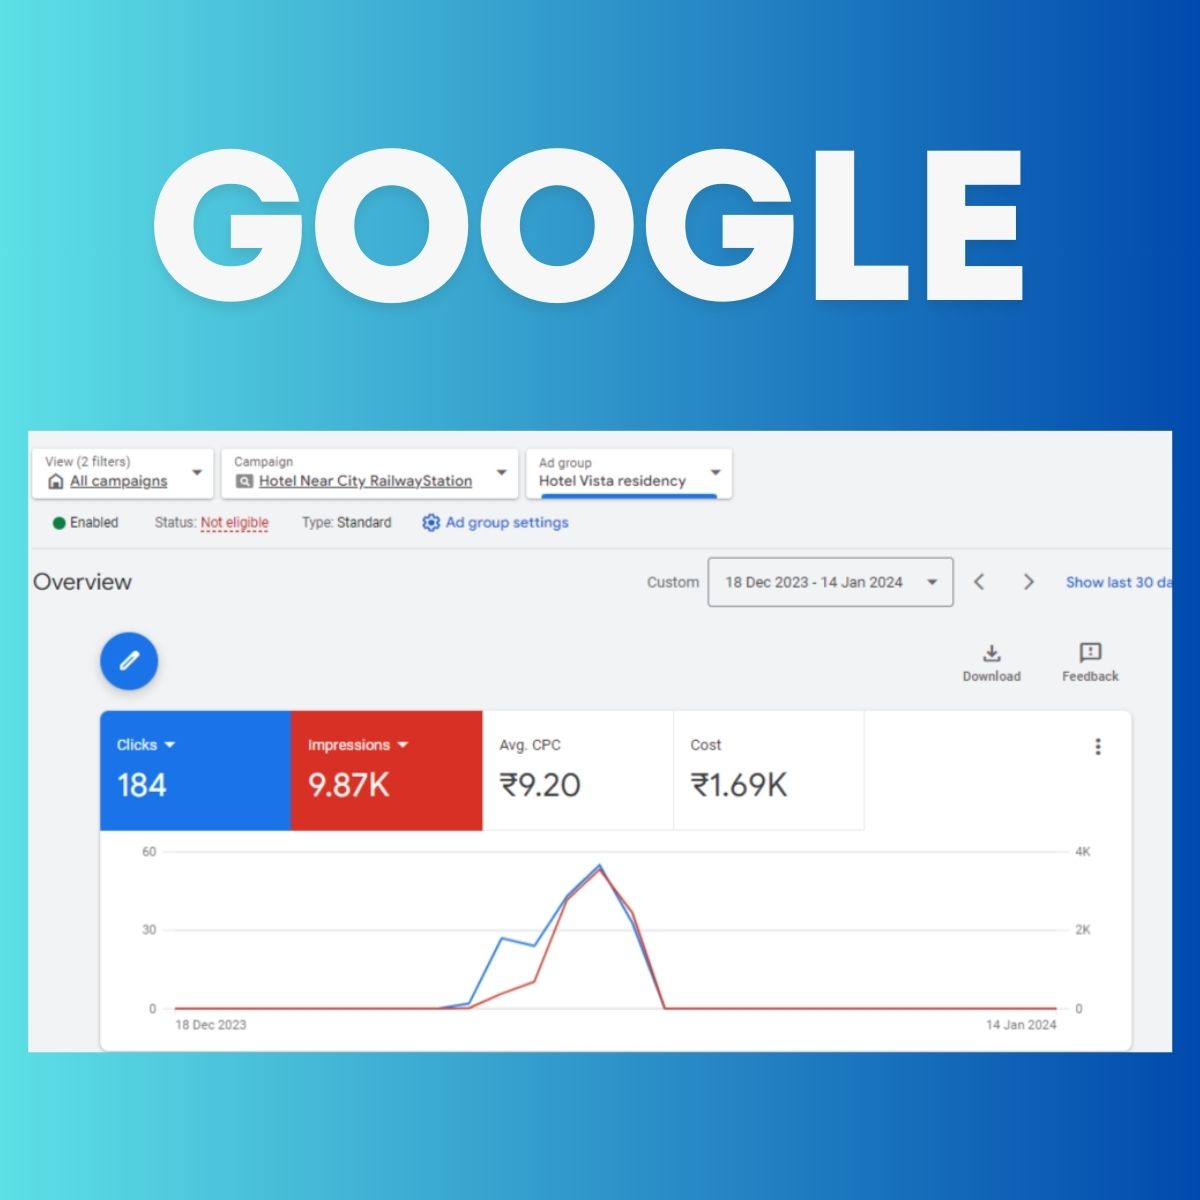 GOOGLE
View (2 filters)
All campaigns
Campaign
Hotel Near City RailwayStation
Ad group
Hotel Vista residency
Enabled
Status: Not eligible
Type: Standard
Ad group settings
Overview
Custom
18 Dec 2023 - 14 Jan 2024
Show last 30 da
Download
Feedback
Clicks
184
Impressions
9.87K
Avg. CPC
₹9.20
Cost
₹1.69K
60
4K
30
2K
0
0
18 Dec 2023
14 Jan 2024